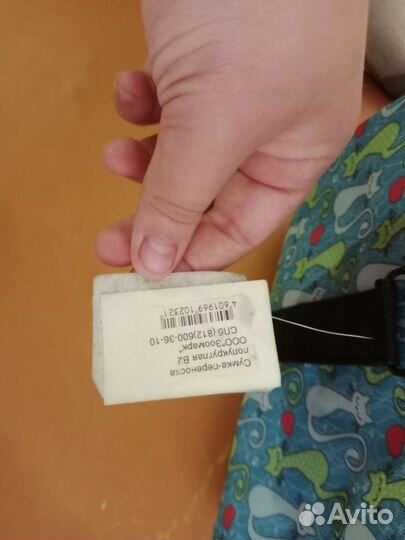 Сумка-переноска
полукруглая В2
ООО"Зоомарк"
СПб (812)600-36-10
4 601969 102321
Avito